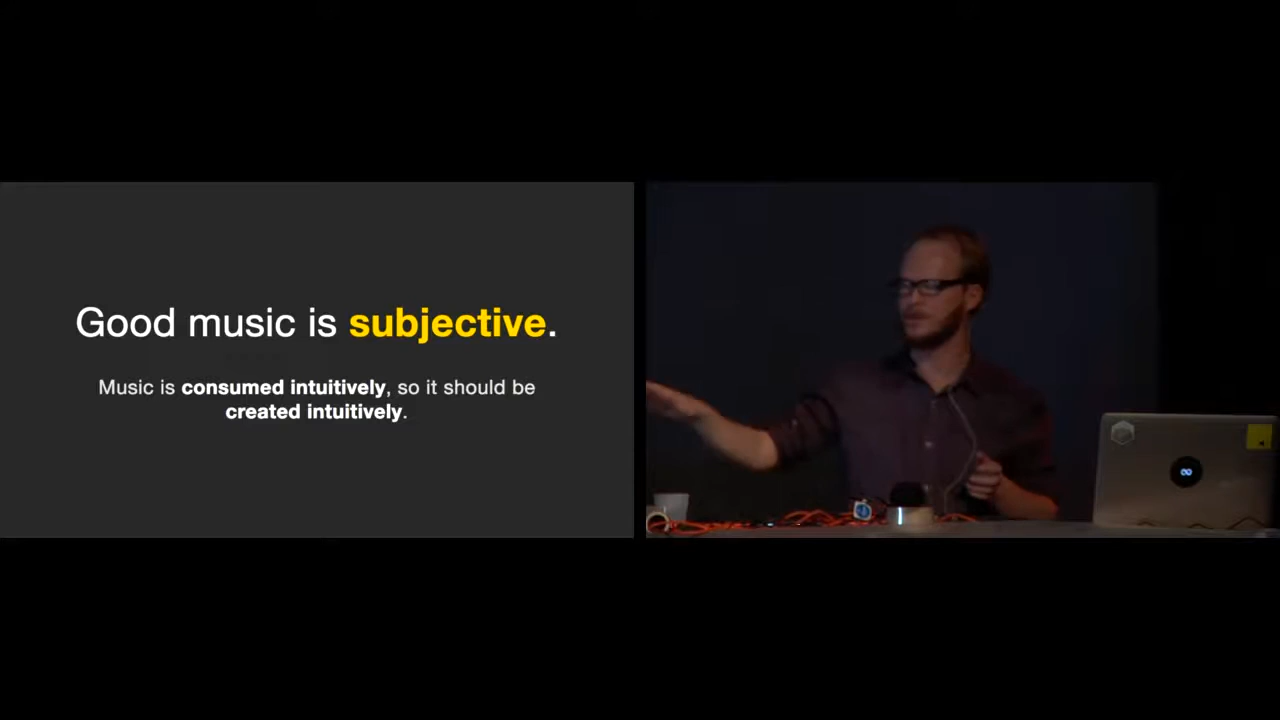 Good music is subjective.
Music is consumed intuitively, so it should be
created intuitively.